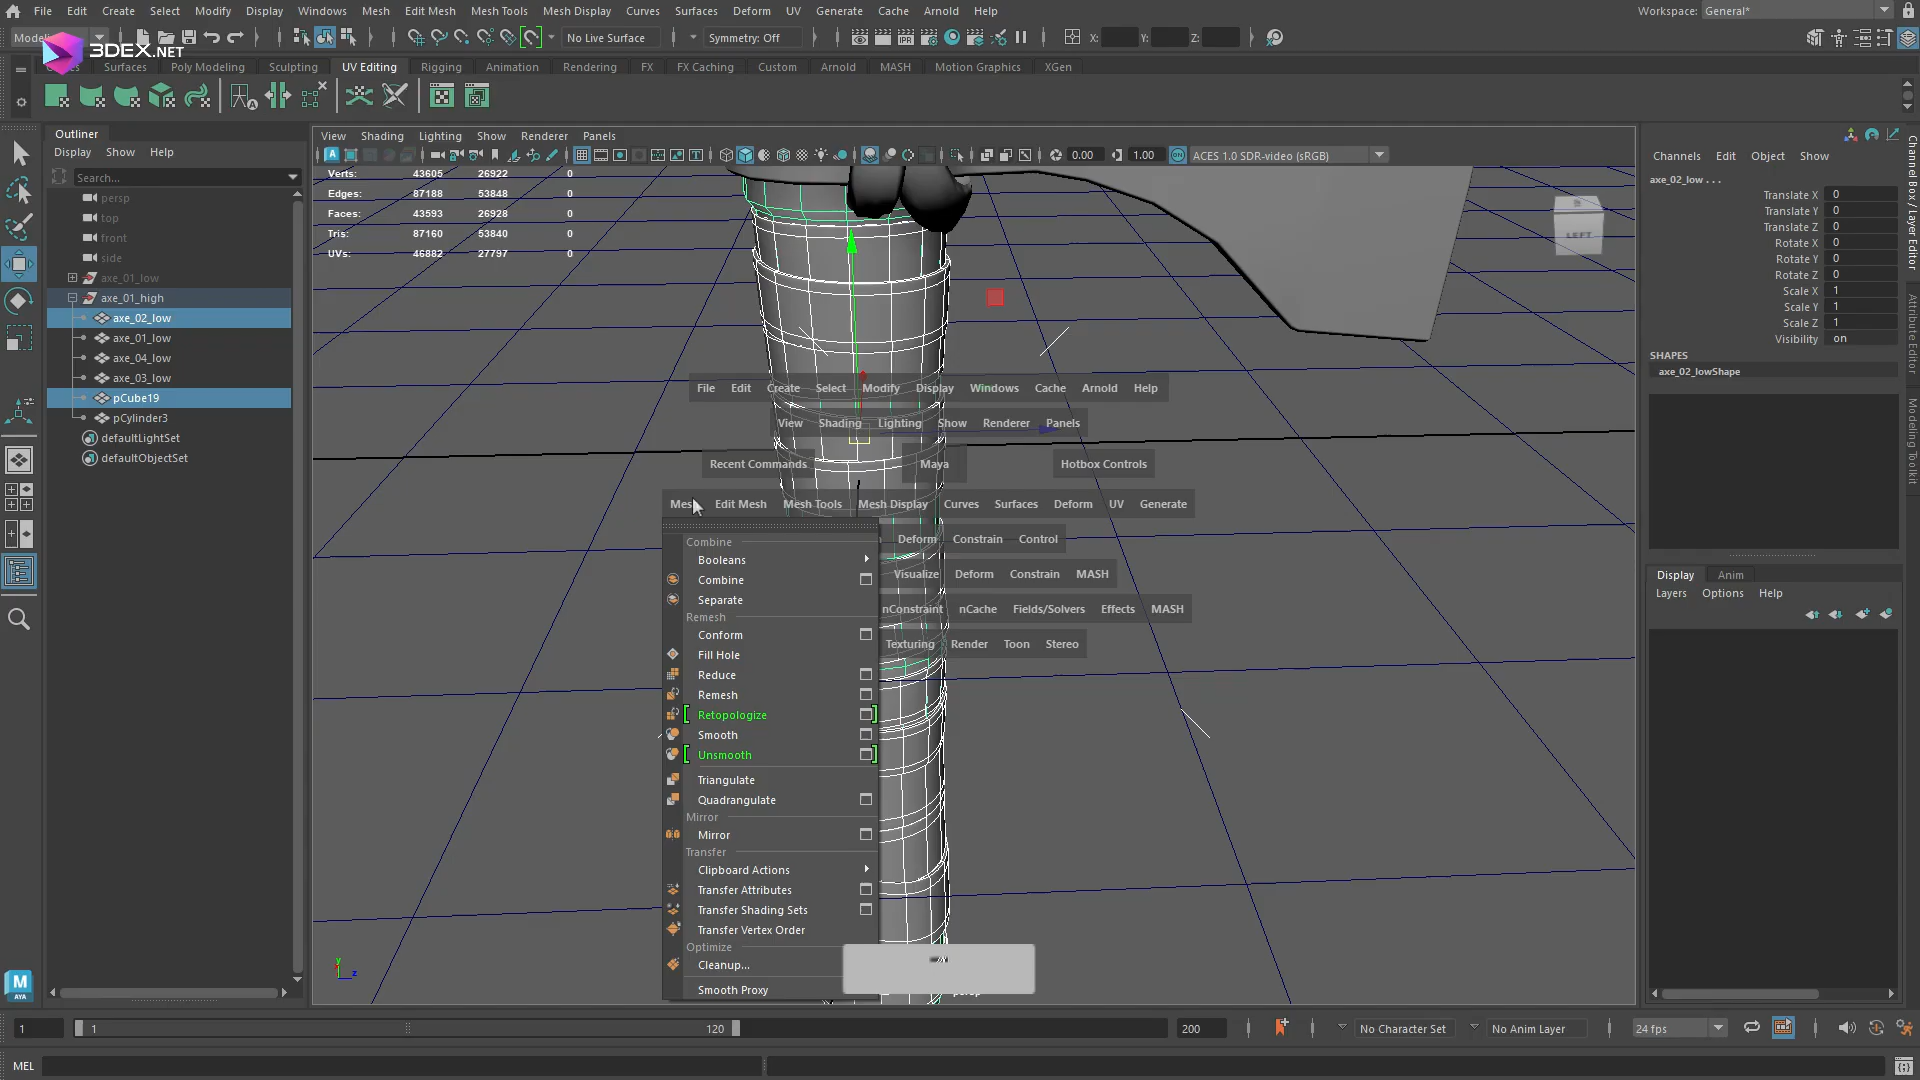 File Edit Create Select Modify Display Windows Mesh Edit Mesh Mesh Tools Mesh Display Curves Surfaces Deform UV Generate Cache Arnold Help
Workspace: General*
3DEX.NET
No Live Surface
Symmetry: Off
X:
Y:
Z:
Surfaces Poly Modeling Sculpting UV Editing Rigging Animation Rendering FX FX Caching Custom Arnold MASH Motion Graphics XGen
Outliner
Display Show Help
Search...
persp
top
front
side
axe_01_low
axe_01_high
axe_02_low
axe_01_low
axe_04_low
axe_03_low
pCube19
pCylinder3
defaultLightSet
defaultObjectSet
View Shading Lighting Show Renderer Panels
0.00
1.00
ACES 1.0 SDR-video (sRGB)
Verts: 43605 26922 0
Edges: 87188 53848 0
Faces: 43593 26928 0
Tris: 87160 53840 0
UVs: 46882 27797 0
LEFT
File Edit Create Select Modify Display Windows Cache Arnold Help
View Shading Lighting Show Renderer Panels
Recent Commands Maya Hotbox Controls
Mesh Edit Mesh Mesh Tools Mesh Display Curves Surfaces Deform UV Generate
Deform Constrain Control
Visualize Deform Constrain MASH
nConstraint nCache Fields/Solvers Effects MASH
Texturing Render Toon Stereo
Combine
Booleans
Combine
Separate
Remesh
Conform
Fill Hole
Reduce
Remesh
Retopologize
Smooth
Unsmooth
Triangulate
Quadrangulate
Mirror
Mirror
Transfer
Clipboard Actions
Transfer Attributes
Transfer Shading Sets
Transfer Vertex Order
Optimize
Cleanup...
Smooth Proxy
y
z
Channels Edit Object Show
axe_02_low . . .
Translate X 0
Translate Y 0
Translate Z 0
Rotate X 0
Rotate Y 0
Rotate Z 0
Scale X 1
Scale Y 1
Scale Z 1
Visibility on
SHAPES
axe_02_lowShape
Display Anim
Layers Options Help
Channel Box / Layer Editor
Attribute Editor
Modeling Toolkit
M
AYA
1
1
120
200
No Character Set
No Anim Layer
24 fps
MEL